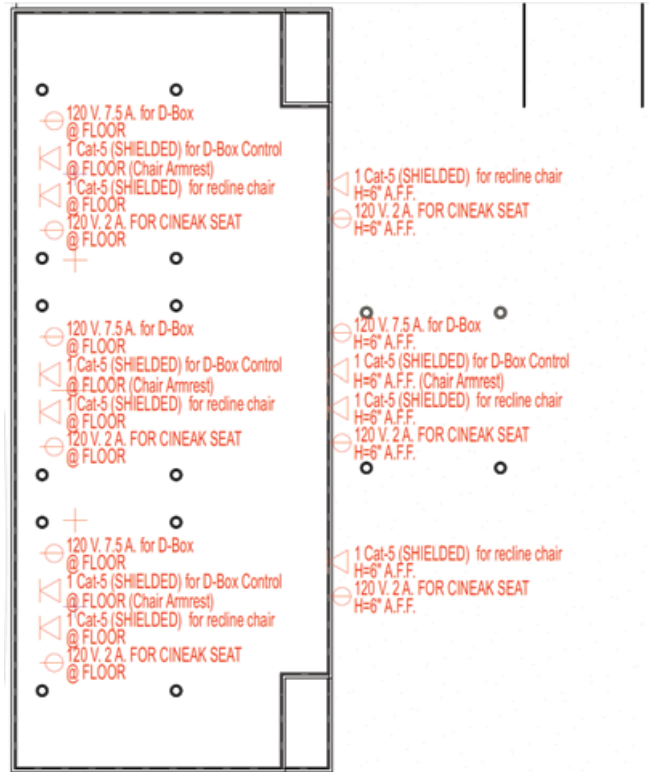 120 V. 7.5 A. for D-Box
@ FLOOR
1 Cat-5 (SHIELDED) for D-Box Control
@ FLOOR (Chair Armrest)
1 Cat-5 (SHIELDED) for recline chair
@ FLOOR
120 V. 2 A. FOR CINEAK SEAT
@ FLOOR
120 V. 7.5 A. for D-Box
@ FLOOR
1 Cat-5 (SHIELDED) for D-Box Control
@ FLOOR (Chair Armrest)
1 Cat-5 (SHIELDED) for recline chair
@ FLOOR
120 V. 2 A. FOR CINEAK SEAT
@ FLOOR
120 V. 7.5 A. for D-Box
@ FLOOR
1 Cat-5 (SHIELDED) for D-Box Control
@ FLOOR (Chair Armrest)
1 Cat-5 (SHIELDED) for recline chair
@ FLOOR
120 V. 2 A. FOR CINEAK SEAT
@ FLOOR
1 Cat-5 (SHIELDED) for recline chair
H=6" A.F.F.
120 V. 2 A. FOR CINEAK SEAT
H=6" A.F.F.
120 V. 7.5 A. for D-Box
H=6" A.F.F.
1 Cat-5 (SHIELDED) for D-Box Control
H=6" A.F.F. (Chair Armrest)
1 Cat-5 (SHIELDED) for recline chair
H=6" A.F.F.
120 V. 2 A. FOR CINEAK SEAT
H=6" A.F.F.
1 Cat-5 (SHIELDED) for recline chair
H=6" A.F.F.
120 V. 2 A. FOR CINEAK SEAT
H=6" A.F.F.